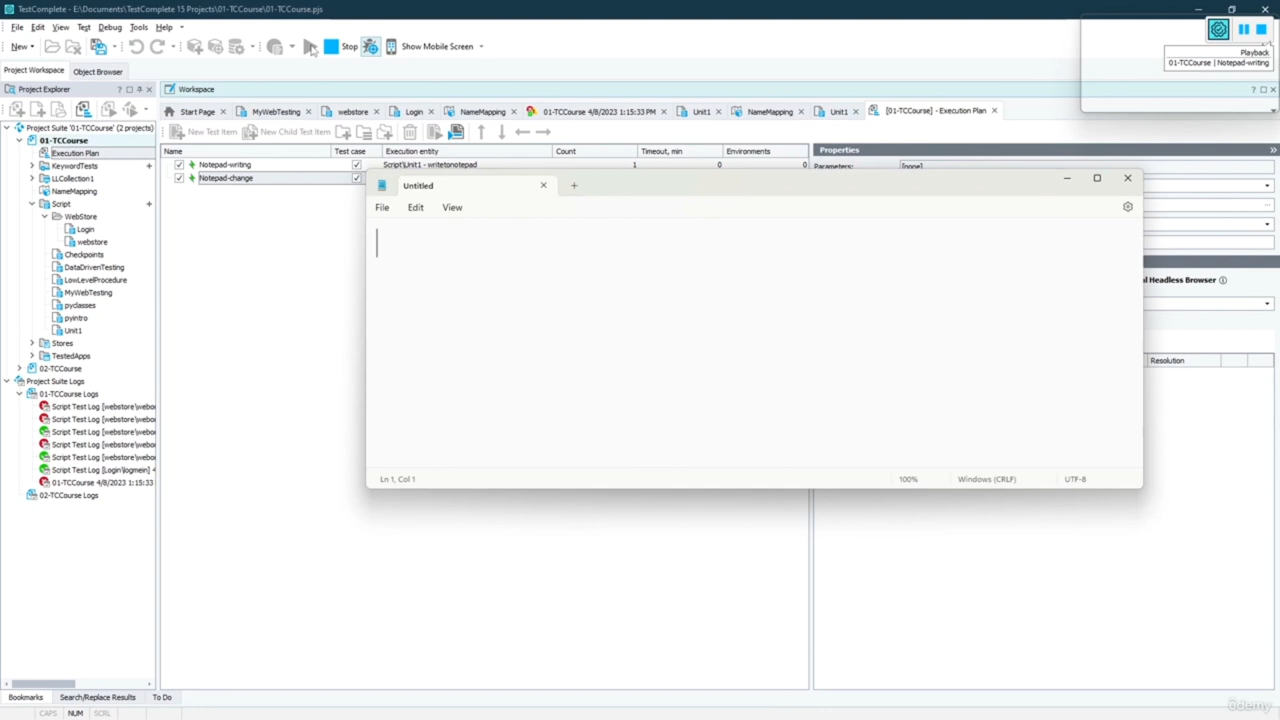 TestComplete - E:\Documents\TestComplete 15 Projects\01-TCCourse\01-TCCourse.pjs
File Edit View Test Debug Tools Help
New Stop Show Mobile Screen
Playback
01-TCCourse | Notepad-writing
Project Workspace Object Browser
Project Explorer
Workspace
Start Page MyWebTesting webstore Login NameMapping 01-TCCourse 4/8/2023 1:15:33 PM Unit1 NameMapping Unit1 [01-TCCourse] - Execution Plan
New Test Item New Child Test Item
Name Test case Execution entity Count Timeout, min Environments
Notepad-writing Script\Unit1 - writetonotepad 1 0 0
Notepad-change
Properties
Parameters: [none]
l Headless Browser
Resolution
Project Suite '01-TCCourse' (2 projects)
01-TCCourse
Execution Plan
KeywordTests
LLCollection1
NameMapping
Script
WebStore
Login
webstore
Checkpoints
DataDrivenTesting
LowLevelProcedure
MyWebTesting
pyclasses
pyintro
Unit1
Stores
TestedApps
02-TCCourse
Project Suite Logs
01-TCCourse Logs
Script Test Log [webstore\webo
Script Test Log [webstore\webo
Script Test Log [webstore\webo
Script Test Log [webstore\webo
Script Test Log [webstore\webo
Script Test Log [Login\logmein] 4
01-TCCourse 4/8/2023 1:15:33
02-TCCourse Logs
Untitled
File Edit View
Ln 1, Col 1 100% Windows (CRLF) UTF-8
Bookmarks Search/Replace Results To Do
CAPS NUM SCRL
ûdemy